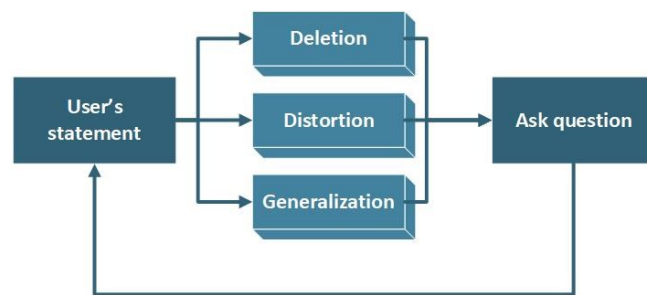 Deletion
User's
statement
Distortion
Ask question
Generalization